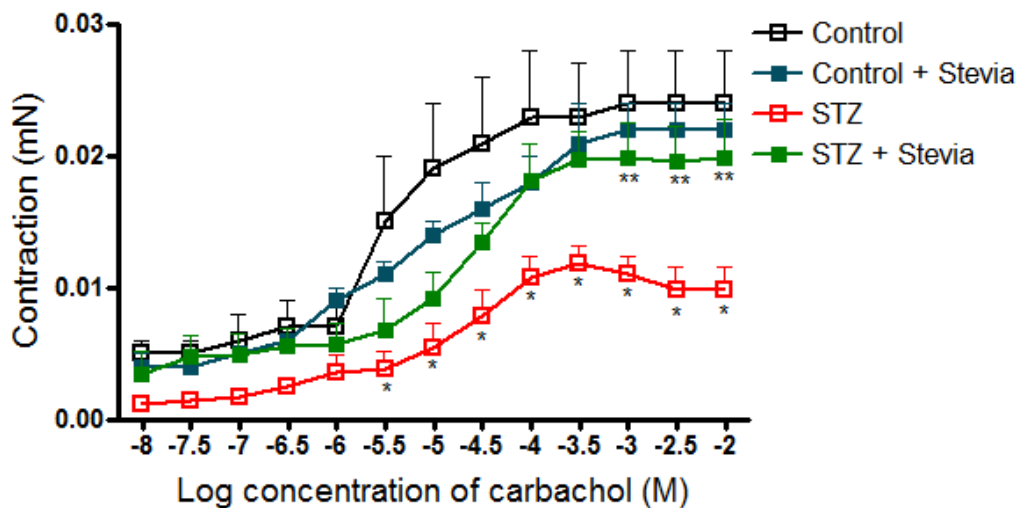 0.03
0.02
0.01
0.00
Contraction (mN)
Control
Control + Stevia
STZ
STZ + Stevia
** ** **
* * * * * * * *
-8 -7.5 -7 -6.5 -6 -5.5 -5 -4.5 -4 -3.5 -3 -2.5 -2
Log concentration of carbachol (M)